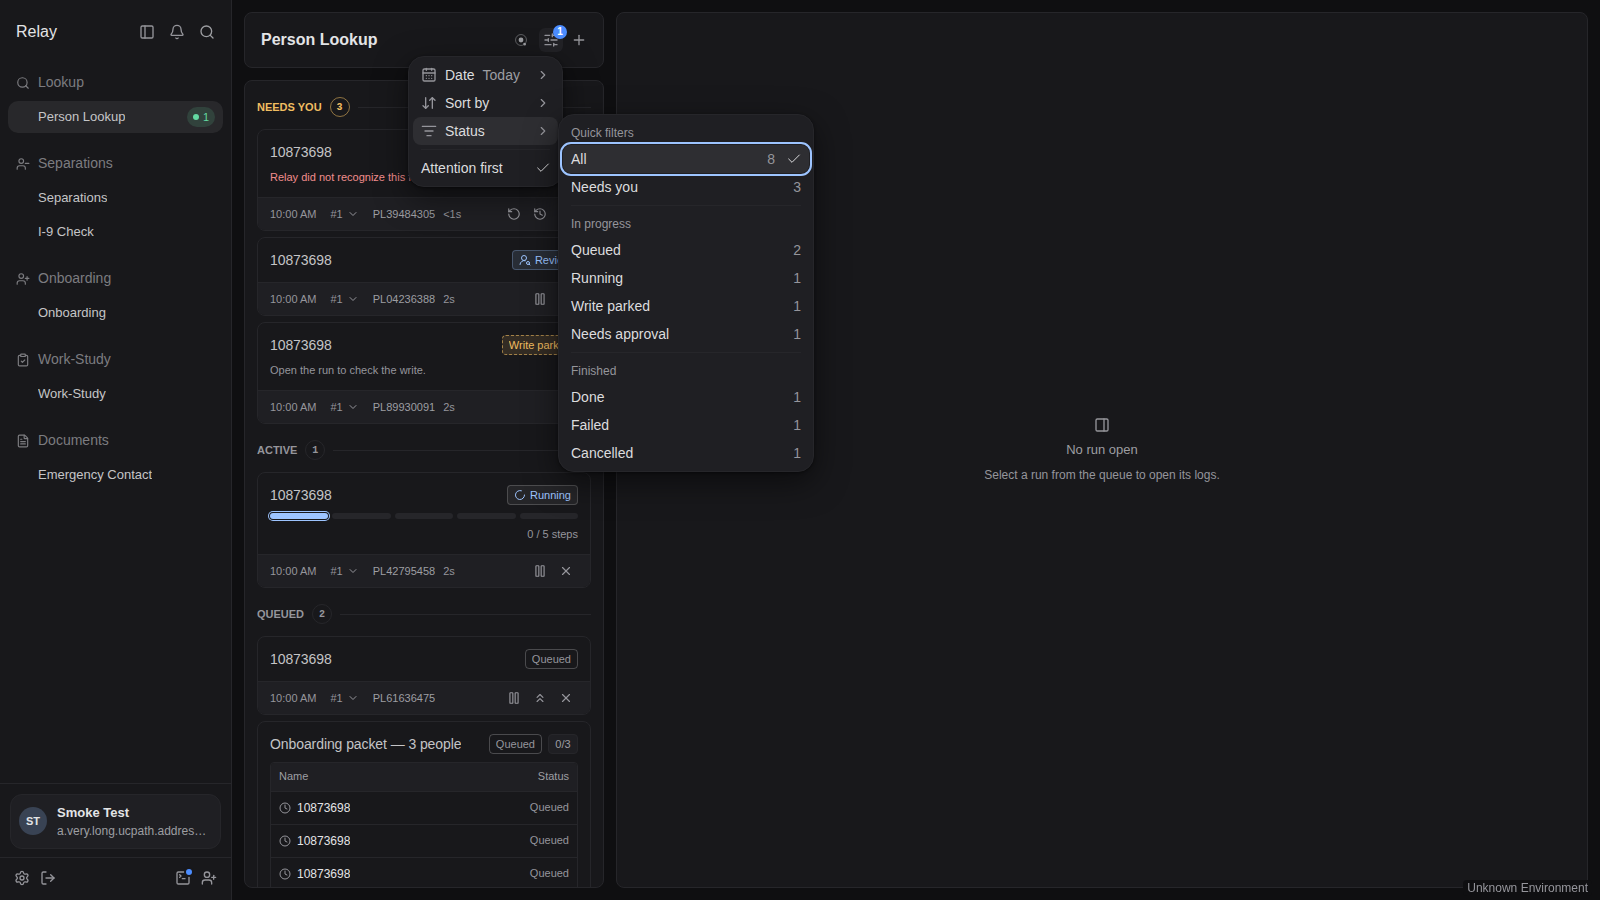 Relay
Lookup
Person Lookup
1
Separations
Separations
I-9 Check
Onboarding
Onboarding
Work-Study
Work-Study
Documents
Emergency Contact
ST
Smoke Test
a.very.long.ucpath.addres…
Person Lookup
1
Date Today
Sort by
Status
Attention first
Quick filters
All 8
Needs you 3
In progress
Queued 2
Running 1
Write parked 1
Needs approval 1
Finished
Done 1
Failed 1
Cancelled 1
NEEDS YOU 3
10873698
Relay did not recognize this
10:00 AM #1 PL39484305 <1s
10873698
10:00 AM #1 PL04236388 2s
10873698
Write
Open the run to check the write.
10:00 AM #1 PL89930091 2s
ACTIVE 1
10873698 Running
0 / 5 steps
10:00 AM #1 PL42795458 2s
QUEUED 2
10873698 Queued
10:00 AM #1 PL61636475
Onboarding packet — 3 people Queued 0/3
Name Status
10873698 Queued
10873698 Queued
10873698 Queued
No run open
Select a run from the queue to open its logs.
Unknown Environment